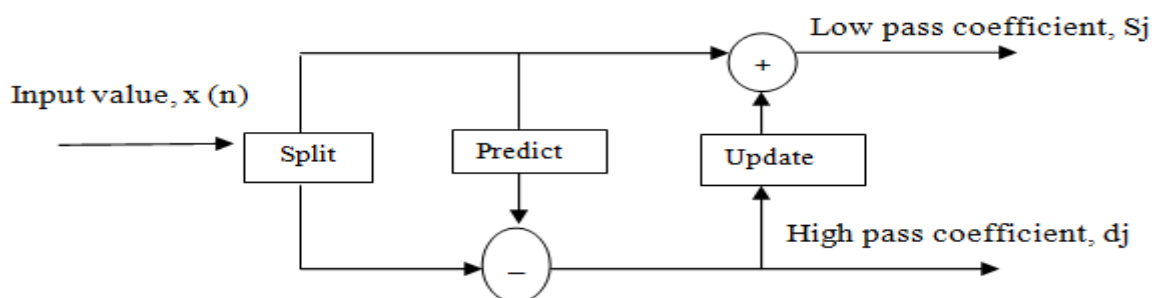 Low pass coefficient, Sj
+
Input value, x (n)
Split
Predict
Update
High pass coefficient, dj
–